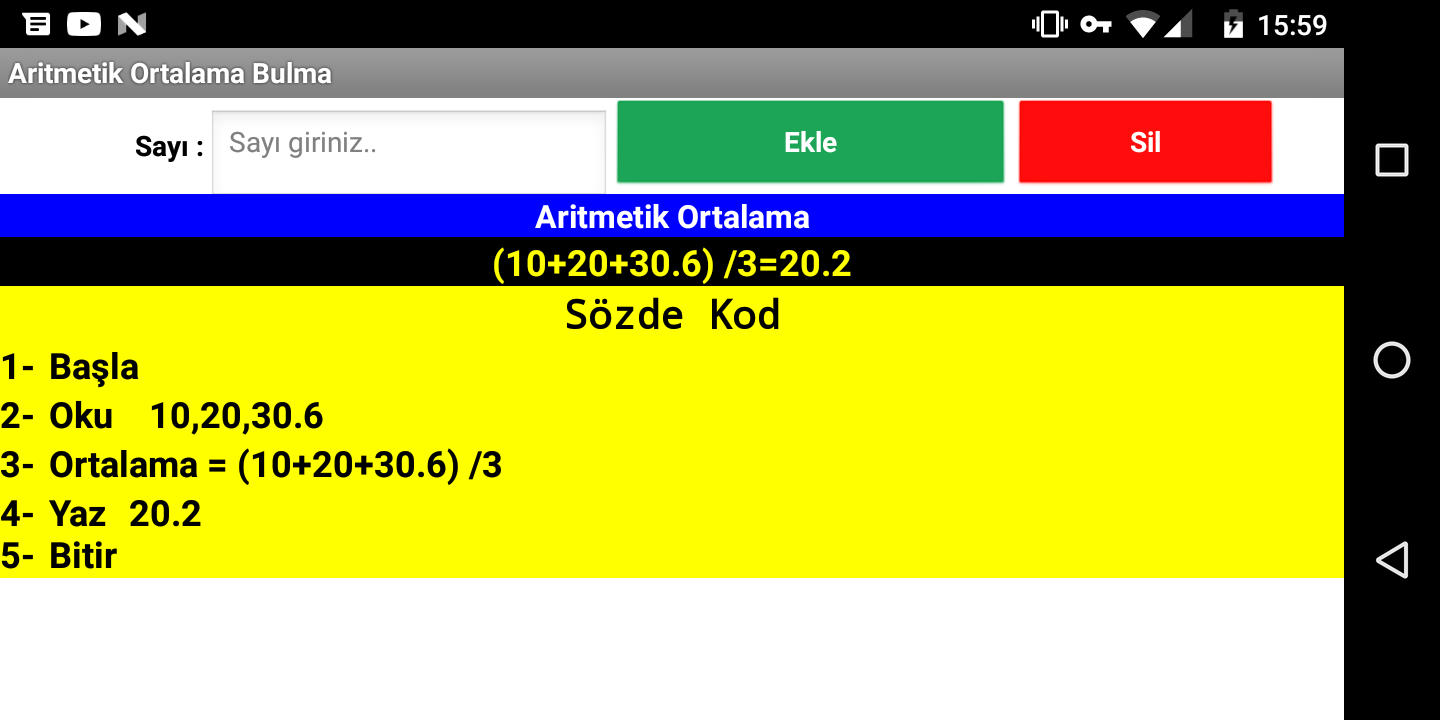 15:59
Aritmetik Ortalama Bulma
Sayı : Sayı giriniz.. Ekle Sil
Aritmetik Ortalama
(10+20+30.6) /3=20.2
Sözde Kod
1- Başla
2- Oku 10,20,30.6
3- Ortalama = (10+20+30.6) /3
4- Yaz 20.2
5- Bitir